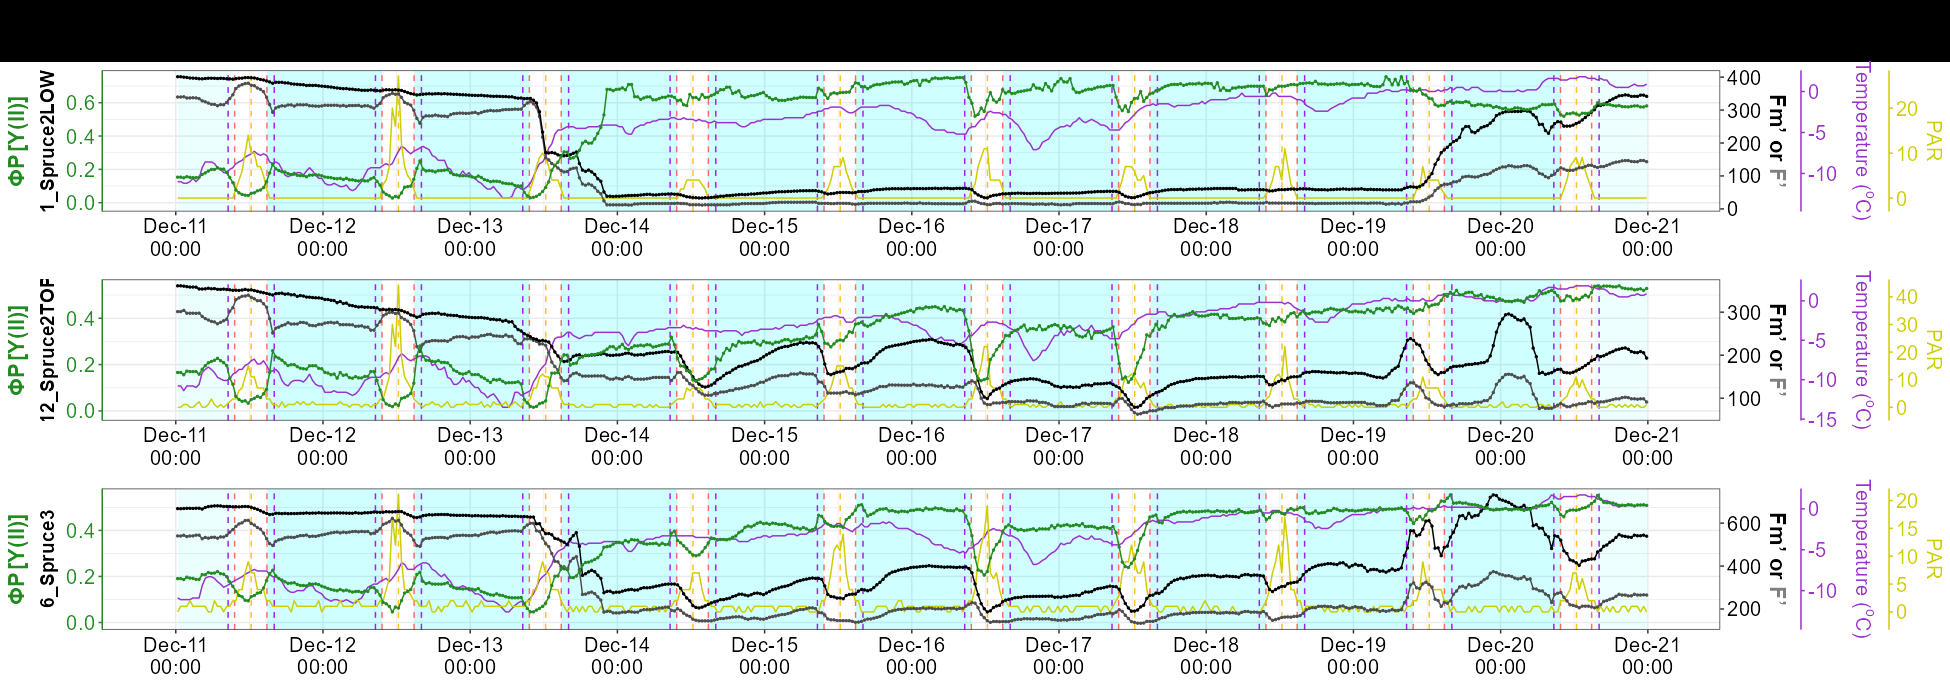 ΦP[Y(II)]
1_Spruce2LOW
0.6
0.4
0.2
0.0
400
300
200
100
0
Fm’ or F’
0
-5
-10
Temperature (°C)
20
10
0
PAR
Dec-11 Dec-12 Dec-13 Dec-14 Dec-15 Dec-16 Dec-17 Dec-18 Dec-19 Dec-20 Dec-21
00:00 00:00 00:00 00:00 00:00 00:00 00:00 00:00 00:00 00:00 00:00
ΦP[Y(II)]
12_Spruce2TOF
0.4
0.2
0.0
300
200
100
Fm’ or F’
0
-5
-10
-15
Temperature (°C)
40
30
20
10
0
PAR
Dec-11 Dec-12 Dec-13 Dec-14 Dec-15 Dec-16 Dec-17 Dec-18 Dec-19 Dec-20 Dec-21
00:00 00:00 00:00 00:00 00:00 00:00 00:00 00:00 00:00 00:00 00:00
ΦP[Y(II)]
6_Spruce3
0.4
0.2
0.0
600
400
200
Fm’ or F’
0
-5
-10
Temperature (°C)
20
15
10
5
0
PAR
Dec-11 Dec-12 Dec-13 Dec-14 Dec-15 Dec-16 Dec-17 Dec-18 Dec-19 Dec-20 Dec-21
00:00 00:00 00:00 00:00 00:00 00:00 00:00 00:00 00:00 00:00 00:00